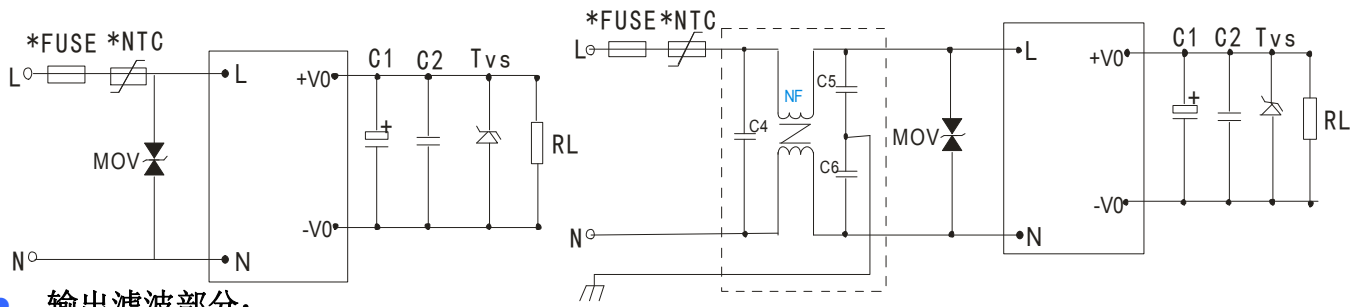 *FUSE *NTC
L
L
+V0
C1 C2 Tvs
MOV
RL
-V0
N
N
*FUSE *NTC
L
L
+V0
C1 C2 Tvs
NF
C5
C4
MOV
C6
RL
-V0
N
N
输出滤波部分: